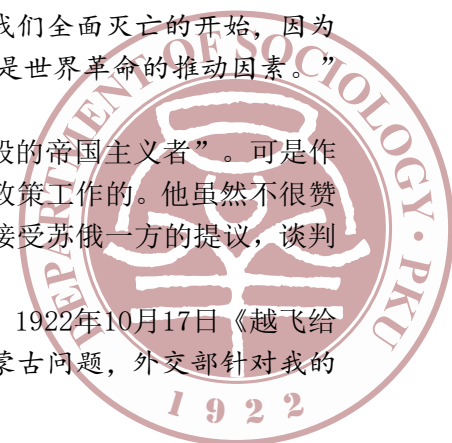 我们全面灭亡的开始，因为
是世界革命的推动因素。”
的帝国主义者”。可是作
政策工作的。他虽然不很赞
接受苏俄一方的提议，谈判
1922年10月17日《越飞给
蒙古问题，外交部针对我的
DEPARTMENT OF SOCIOLOGY · PKU
1922